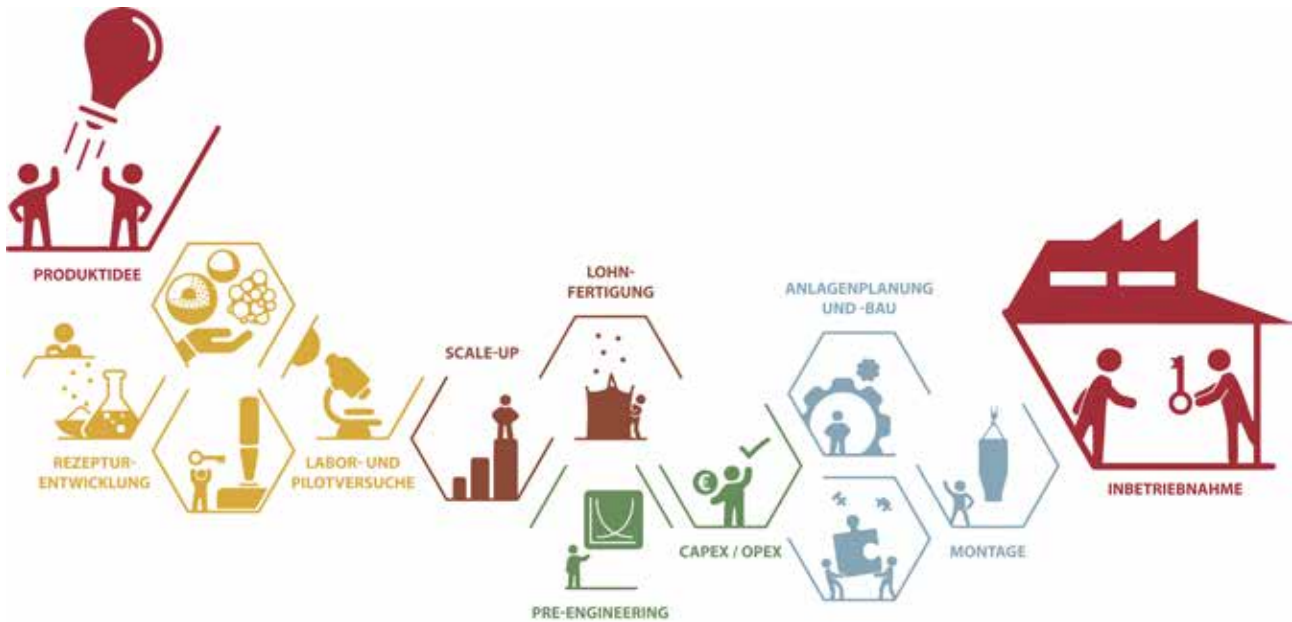 PRODUKTIDEE
REZEPTUR-
ENTWICKLUNG
LABOR- UND
PILOTVERSUCHE
SCALE-UP
LOHN-
FERTIGUNG
PRE-ENGINEERING
€
CAPEX / OPEX
ANLAGENPLANUNG
UND -BAU
MONTAGE
INBETRIEBNAHME